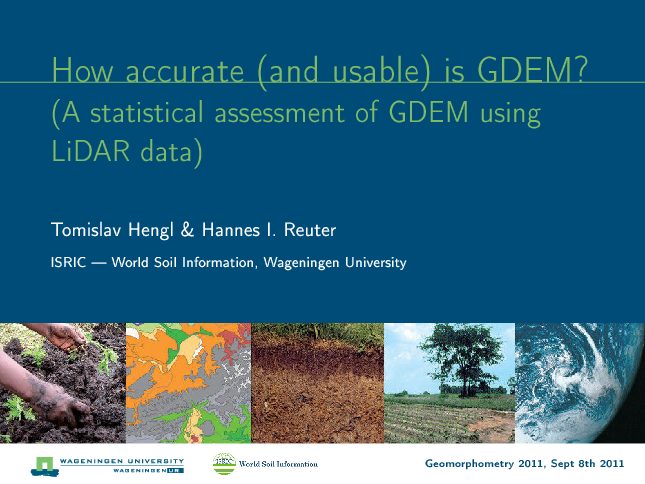 How accurate (and usable) is GDEM?
(A statistical assessment of GDEM using
LiDAR data)
Tomislav Hengl & Hannes I. Reuter
ISRIC — World Soil Information, Wageningen University
WAGENINGEN UNIVERSITY
WAGENINGEN UR
ISRIC
World Soil Information
Geomorphometry 2011, Sept 8th 2011